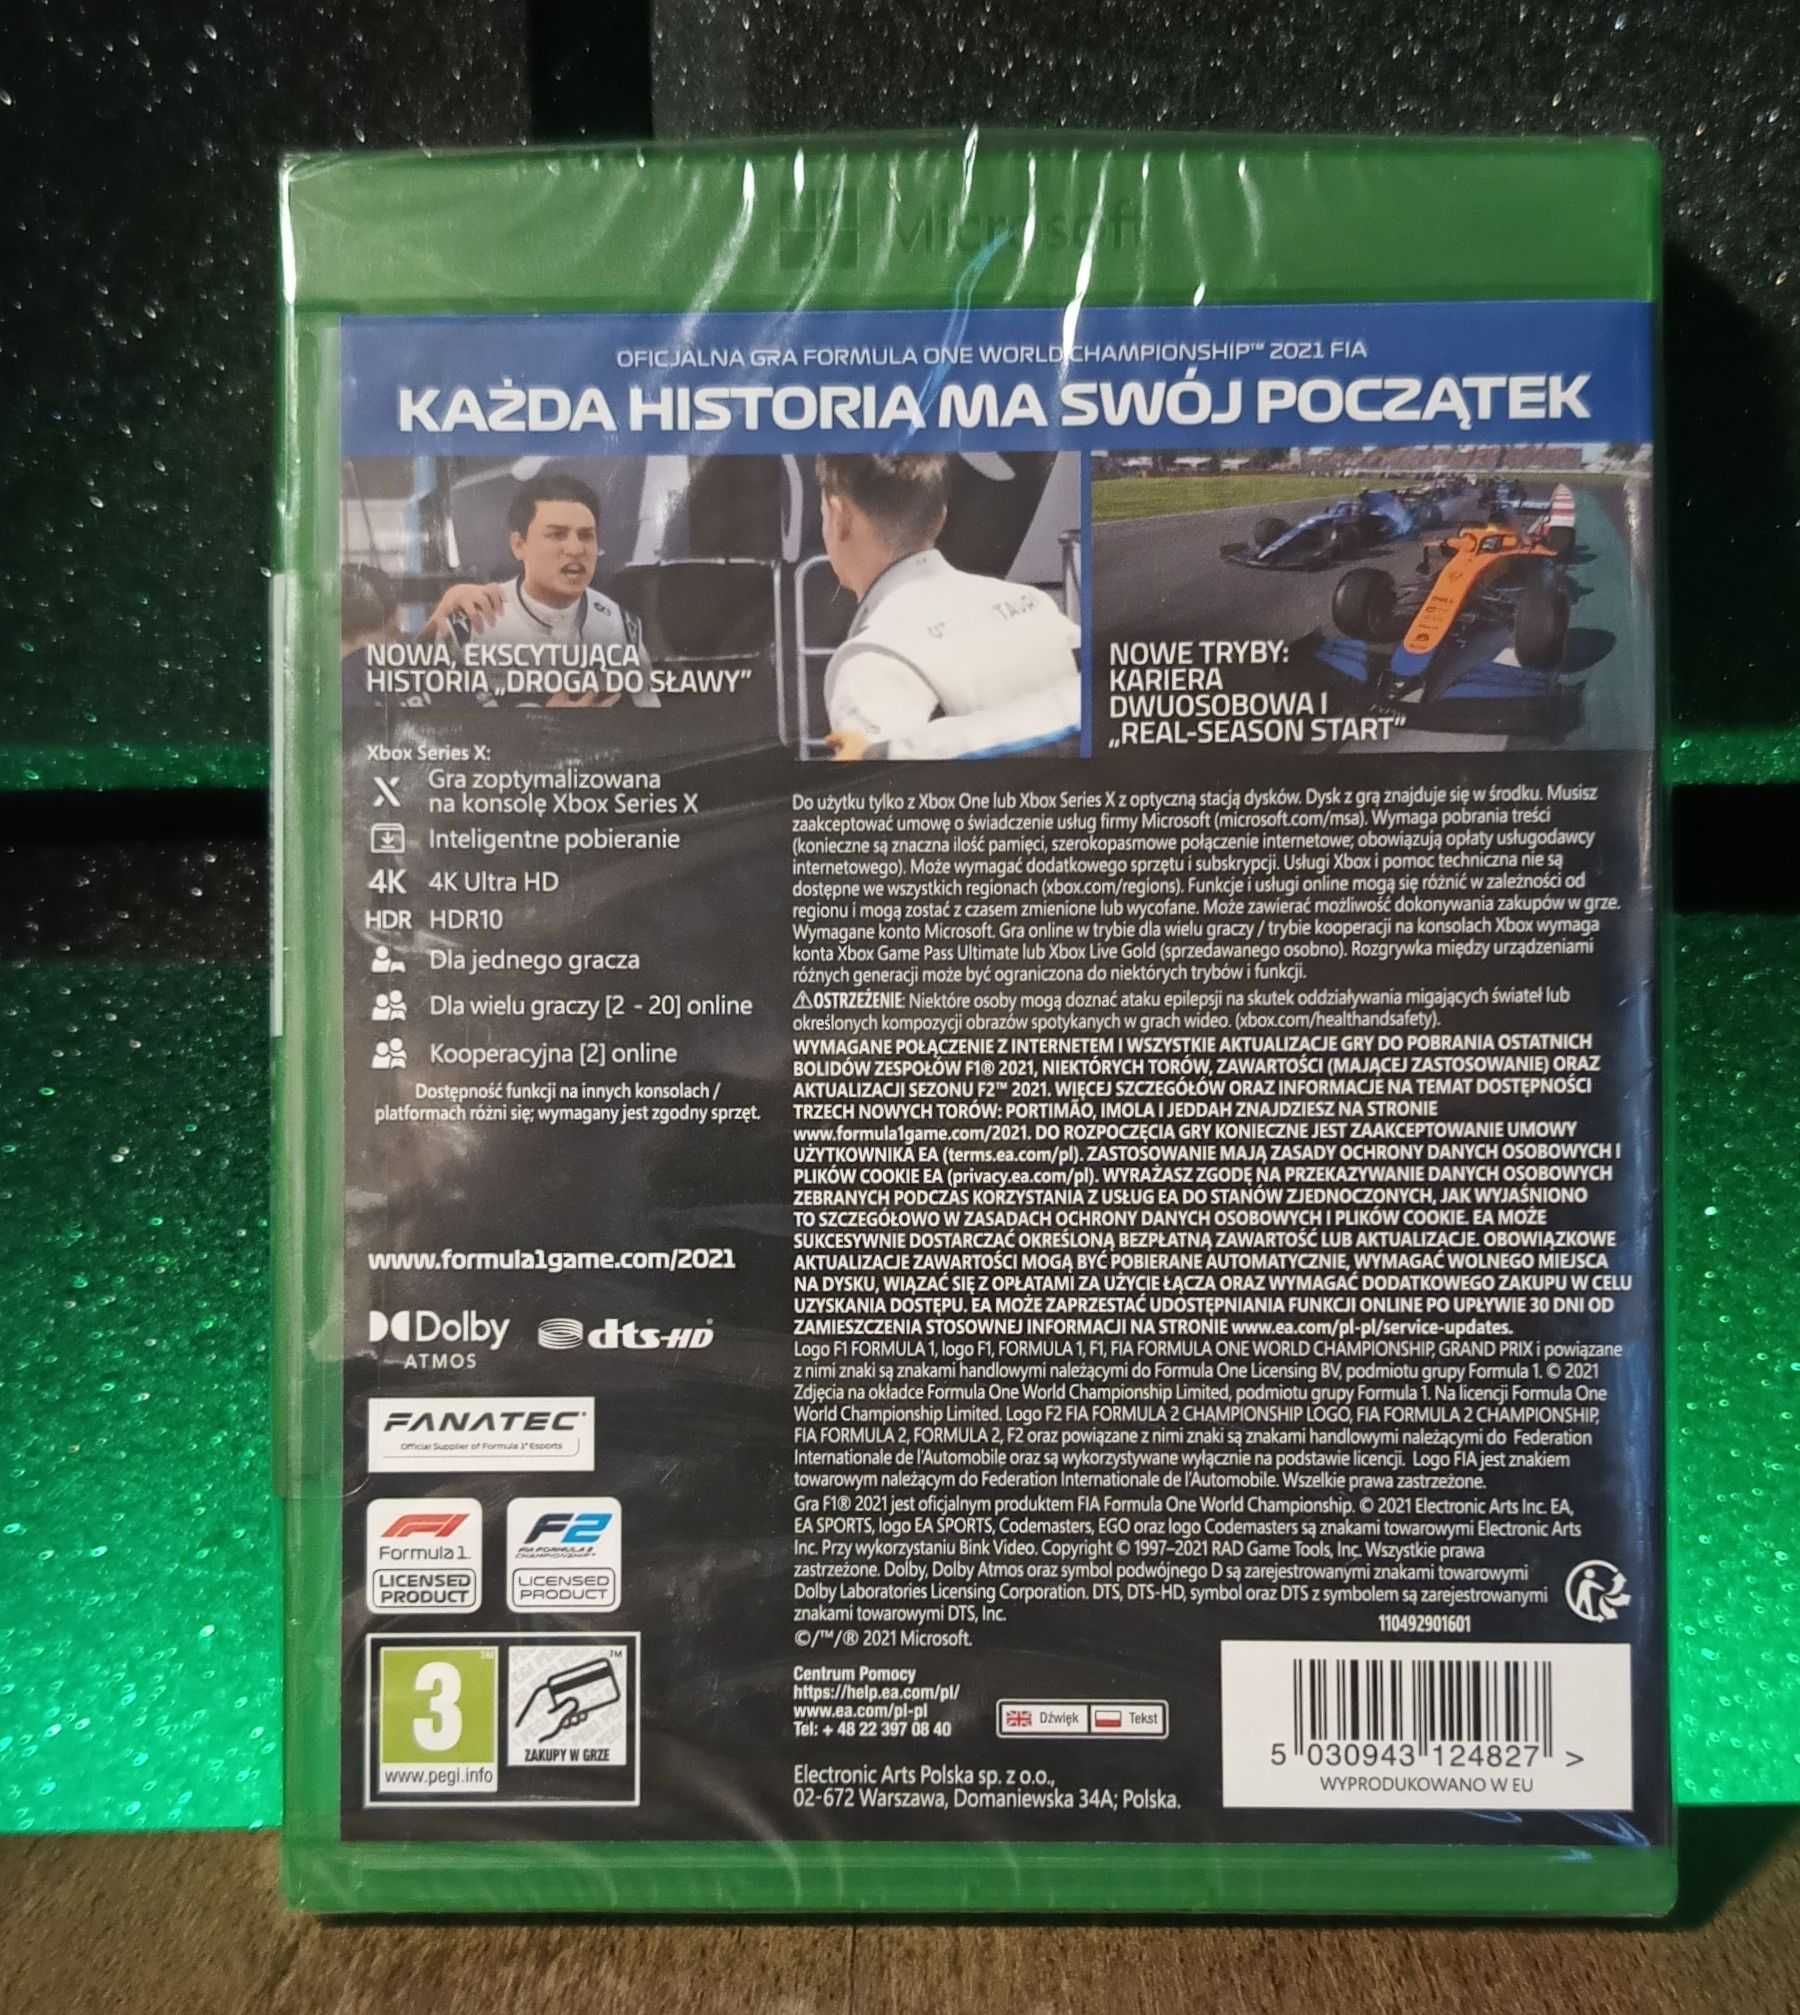 Microsoft
OFICJALNA GRA FORMULA ONE WORLD CHAMPIONSHIP™ 2021 FIA
KAŻDA HISTORIA MA SWÓJ POCZĄTEK
NOWA, EKSCYTUJĄCA
HISTORIA „DROGA DO SŁAWY”
NOWE TRYBY:
KARIERA
DWUOSOBOWA I
„REAL-SEASON START”
Xbox Series X:
Gra zoptymalizowana
na konsolę Xbox Series X
Inteligentne pobieranie
4K 4K Ultra HD
HDR HDR10
Dla jednego gracza
Dla wielu graczy [2 - 20] online
Kooperacyjna [2] online
Dostępność funkcji na innych konsolach /
platformach różni się; wymagany jest zgodny sprzęt.
www.formula1game.com/2021
Dolby
ATMOS
dts-HD
FANATEC
Official Supplier of Formula 1® Esports
F1
Formula 1
LICENSED
PRODUCT
F2
FIA FORMULA 2
CHAMPIONSHIP™
LICENSED
PRODUCT
3
www.pegi.info
ZAKUPY W GRZE
Do użytku tylko z Xbox One lub Xbox Series X z optyczną stacją dysków. Dysk z grą znajduje się w środku. Musisz
zaakceptować umowę o świadczenie usług firmy Microsoft (microsoft.com/msa). Wymaga pobrania treści
(konieczne są znaczna ilość pamięci, szerokopasmowe połączenie internetowe; obowiązują opłaty usługodawcy
internetowego). Może wymagać dodatkowego sprzętu i subskrypcji. Usługi Xbox i pomoc techniczna nie są
dostępne we wszystkich regionach (xbox.com/regions). Funkcje i usługi online mogą się różnić w zależności od
regionu i mogą zostać z czasem zmienione lub wycofane. Może zawierać możliwość dokonywania zakupów w grze.
Wymagane konto Microsoft. Gra online w trybie dla wielu graczy / trybie kooperacji na konsolach Xbox wymaga
konta Xbox Game Pass Ultimate lub Xbox Live Gold (sprzedawanego osobno). Rozgrywka między urządzeniami
różnych generacji może być ograniczona do niektórych trybów i funkcji.
OSTRZEŻENIE: Niektóre osoby mogą doznać ataku epilepsji na skutek oddziaływania migających świateł lub
określonych kompozycji obrazów spotykanych w grach wideo. (xbox.com/healthandsafety).
WYMAGANE POŁĄCZENIE Z INTERNETEM I WSZYSTKIE AKTUALIZACJE GRY DO POBRANIA OSTATNICH
BOLIDÓW ZESPOŁÓW F1® 2021, NIEKTÓRYCH TORÓW, ZAWARTOŚCI (MAJĄCEJ ZASTOSOWANIE) ORAZ
AKTUALIZACJI SEZONU F2™ 2021. WIĘCEJ SZCZEGÓŁÓW ORAZ INFORMACJE NA TEMAT DOSTĘPNOŚCI
TRZECH NOWYCH TORÓW: PORTIMÃO, IMOLA I JEDDAH ZNAJDZIESZ NA STRONIE
www.formula1game.com/2021. DO ROZPOCZĘCIA GRY KONIECZNE JEST ZAAKCEPTOWANIE UMOWY
UŻYTKOWNIKA EA (terms.ea.com/pl). ZASTOSOWANIE MAJĄ ZASADY OCHRONY DANYCH OSOBOWYCH I
PLIKÓW COOKIE EA (privacy.ea.com/pl). WYRAŻASZ ZGODĘ NA PRZEKAZYWANIE DANYCH OSOBOWYCH
ZEBRANYCH PODCZAS KORZYSTANIA Z USŁUG EA DO STANÓW ZJEDNOCZONYCH, JAK WYJAŚNIONO
TO SZCZEGÓŁOWO W ZASADACH OCHRONY DANYCH OSOBOWYCH I PLIKÓW COOKIE. EA MOŻE
SUKCESYWNIE DOSTARCZAĆ OKREŚLONĄ BEZPŁATNĄ ZAWARTOŚĆ LUB AKTUALIZACJE. OBOWIĄZKOWE
AKTUALIZACJE ZAWARTOŚCI MOGĄ BYĆ POBIERANE AUTOMATYCZNIE, WYMAGAĆ WOLNEGO MIEJSCA
NA DYSKU, WIĄZAĆ SIĘ Z OPŁATAMI ZA UŻYCIE ŁĄCZA ORAZ WYMAGAĆ DODATKOWEGO ZAKUPU W CELU
UZYSKANIA DOSTĘPU. EA MOŻE ZAPRZESTAĆ UDOSTĘPNIANIA FUNKCJI ONLINE PO UPŁYWIE 30 DNI OD
ZAMIESZCZENIA STOSOWNEJ INFORMACJI NA STRONIE www.ea.com/pl-pl/service-updates.
Logo F1 FORMULA 1, logo F1, FORMULA 1, F1, FIA FORMULA ONE WORLD CHAMPIONSHIP, GRAND PRIX i powiązane
z nimi znaki są znakami handlowymi należącymi do Formula One Licensing BV, podmiotu grupy Formula 1. © 2021
Zdjęcia na okładce Formula One World Championship Limited, podmiotu grupy Formula 1. Na licencji Formula One
World Championship Limited. Logo F2 FIA FORMULA 2 CHAMPIONSHIP LOGO, FIA FORMULA 2 CHAMPIONSHIP,
FIA FORMULA 2, FORMULA 2, F2 oraz powiązane z nimi znaki są znakami handlowymi należącymi do Federation
Internationale de l'Automobile oraz są wykorzystywane wyłącznie na podstawie licencji. Logo FIA jest znakiem
towarowym należącym do Federation Internationale de l'Automobile. Wszelkie prawa zastrzeżone.
Gra F1® 2021 jest oficjalnym produktem FIA Formula One World Championship. © 2021 Electronic Arts Inc. EA,
EA SPORTS, logo EA SPORTS, Codemasters, EGO oraz logo Codemasters są znakami towarowymi Electronic Arts
Inc. Przy wykorzystaniu Bink Video. Copyright © 1997–2021 RAD Game Tools, Inc. Wszystkie prawa
zastrzeżone. Dolby, Dolby Atmos oraz symbol podwójnego D są zarejestrowanymi znakami towarowymi
Dolby Laboratories Licensing Corporation. DTS, DTS-HD, symbol oraz DTS z symbolem są zarejestrowanymi
znakami towarowymi DTS, Inc.
©/™/® 2021 Microsoft.
110492901601
Centrum Pomocy
https://help.ea.com/pl/
www.ea.com/pl-pl
Tel: + 48 22 397 08 40
Dźwięk Tekst
Electronic Arts Polska sp. z o.o.,
02-672 Warszawa, Domaniewska 34A; Polska.
5 030943 124827 >
WYPRODUKOWANO W EU